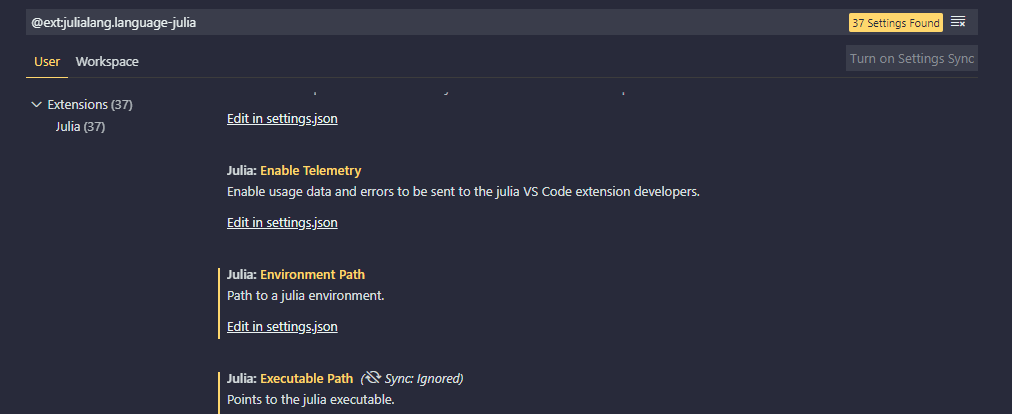 @ext:julialang.language-julia
37 Settings Found
User
Workspace
Turn on Settings Sync
Extensions (37)
Julia (37)
Edit in settings.json
Julia: Enable Telemetry
Enable usage data and errors to be sent to the julia VS Code extension developers.
Edit in settings.json
Julia: Environment Path
Path to a julia environment.
Edit in settings.json
Julia: Executable Path (Sync: Ignored)
Points to the julia executable.